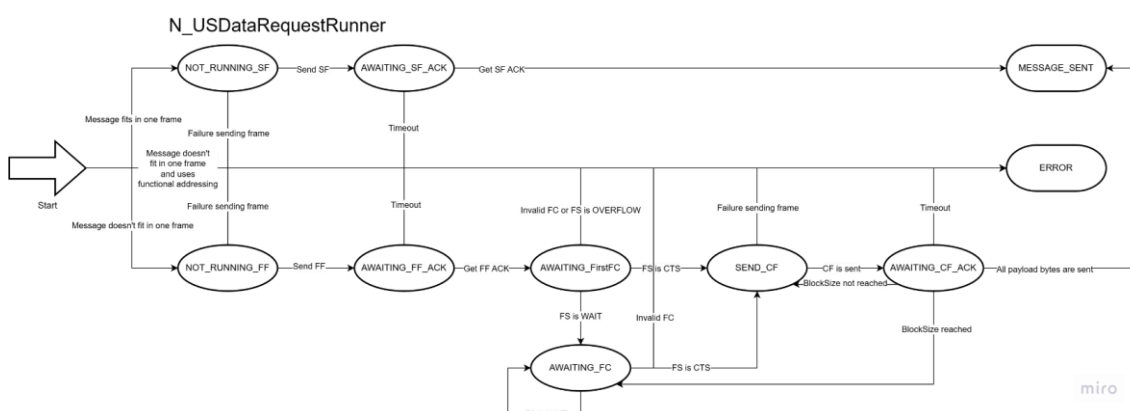 N_USDataRequestRunner
NOT_RUNNING_SF
Send SF
AWAITING_SF_ACK
Get SF ACK
MESSAGE_SENT
Message fits in one frame
Failure sending frame
Timeout
Message doesn't
fit in one frame
and uses
functional addressing
ERROR
Start
Failure sending frame
Timeout
Invalid FC or FS is OVERFLOW
Failure sending frame
Timeout
Message doesn't fit in one frame
NOT_RUNNING_FF
Send FF
AWAITING_FF_ACK
Get FF ACK
AWAITING_FirstFC
FS is CTS
SEND_CF
CF is sent
AWAITING_CF_ACK
All payload bytes are sent
BlockSize not reached
FS is WAIT
Invalid FC
BlockSize reached
AWAITING_FC
FS is CTS
miro